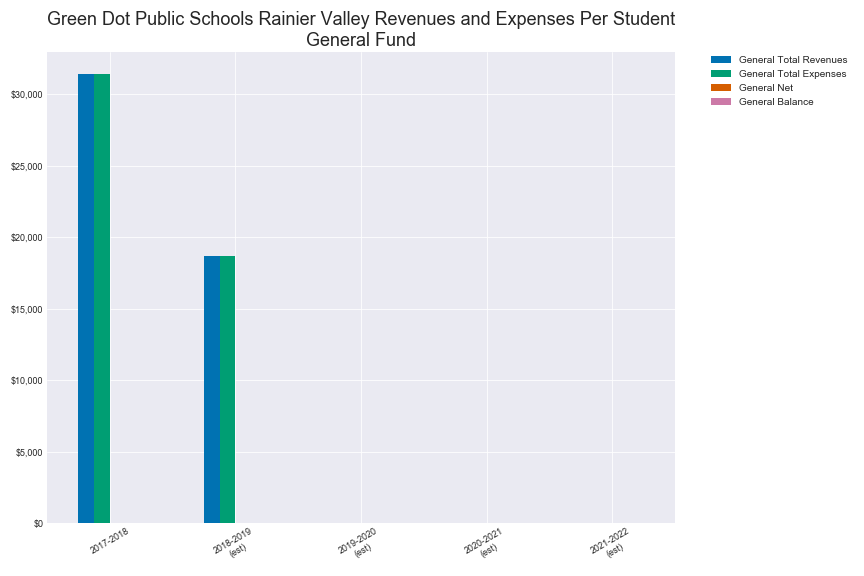 Green Dot Public Schools Rainier Valley Revenues and Expenses Per Student
General Fund
General Total Revenues
General Total Expenses
General Net
General Balance
$30,000
$25,000
$20,000
$15,000
$10,000
$5,000
$0
2017-2018
2018-2019
(est)
2019-2020
(est)
2020-2021
(est)
2021-2022
(est)